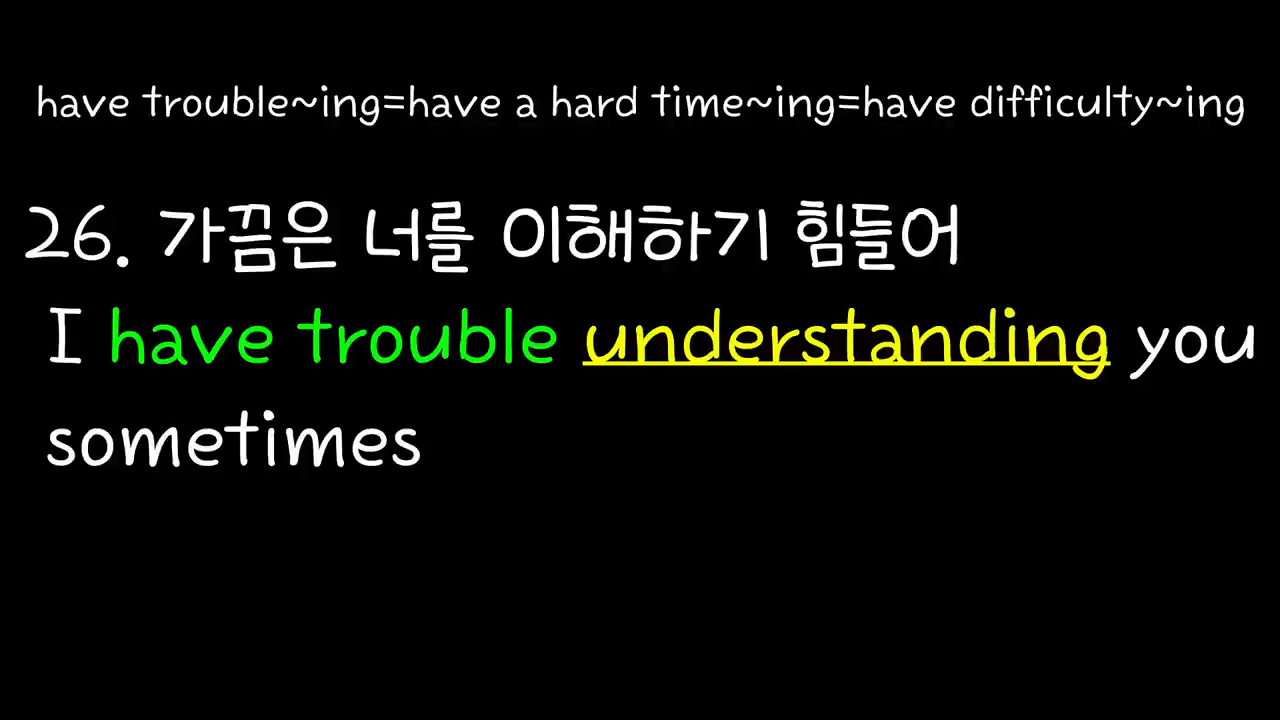 have trouble~ing=have a hard time~ing=have difficulty~ing
26. 가끔은 너를 이해하기 힘들어
I have trouble understanding you
sometimes